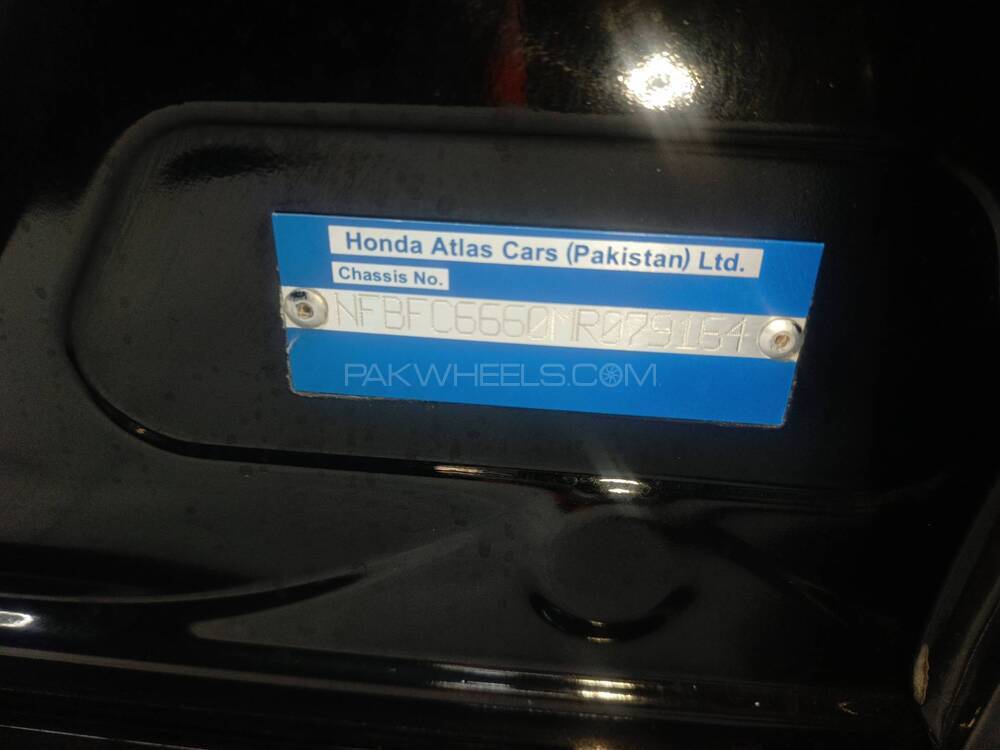 Honda Atlas Cars (Pakistan) Ltd.
Chassis No.
NFBFC6660MR079164
PAKWHEELS.COM